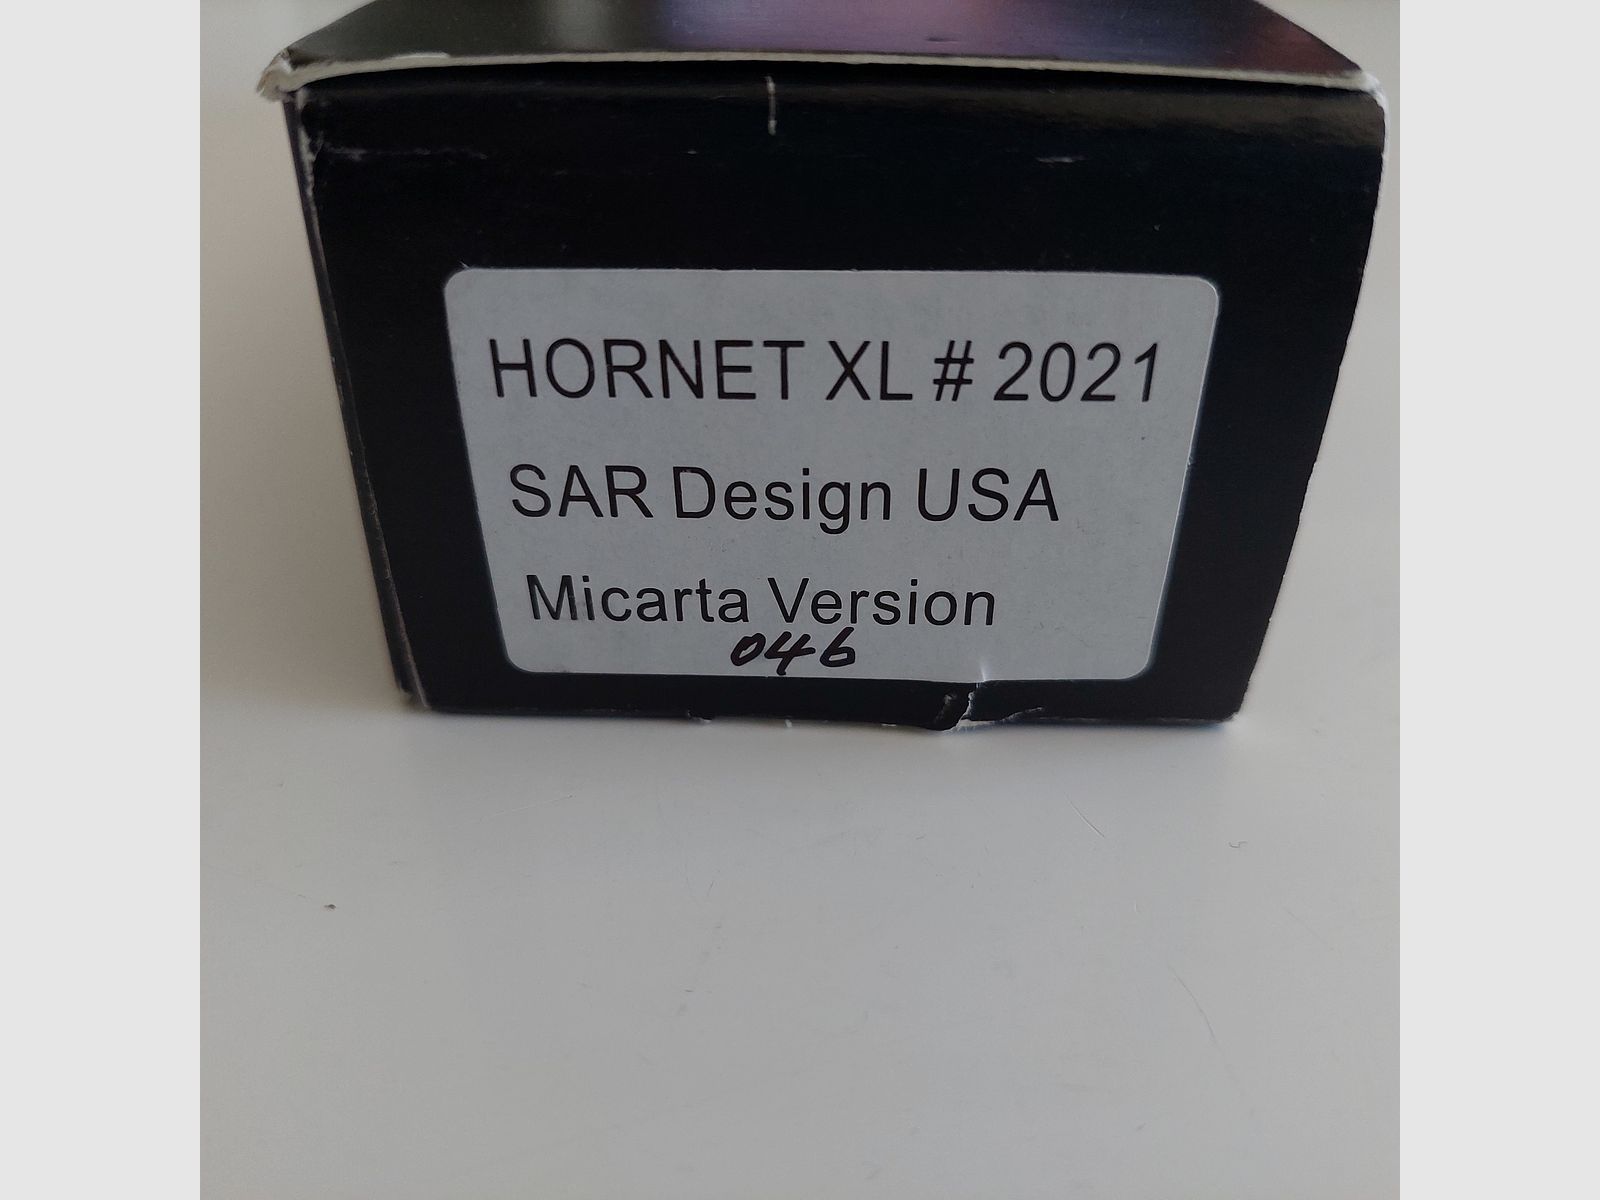 HORNET XL # 2021
SAR Design USA
Micarta Version
046